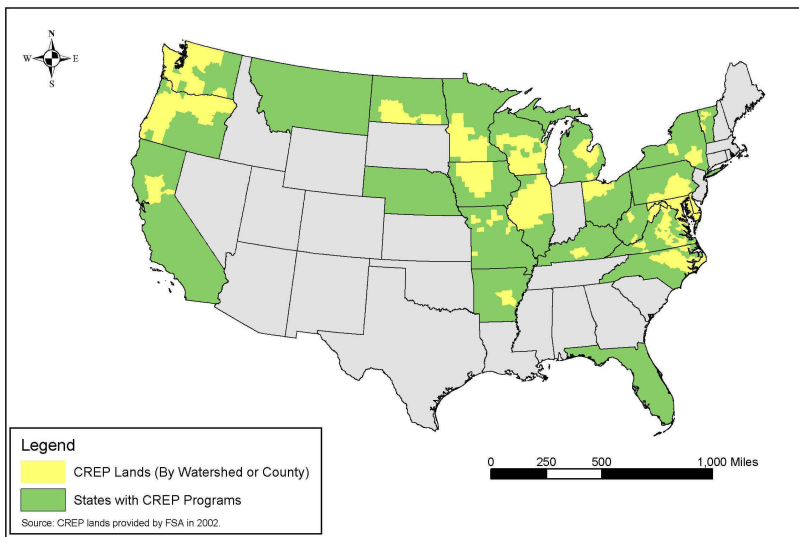 N
W E
S
Legend
CREP Lands (By Watershed or County)
States with CREP Programs
Source: CREP lands provided by FSA in 2002.
0 250 500 1,000 Miles